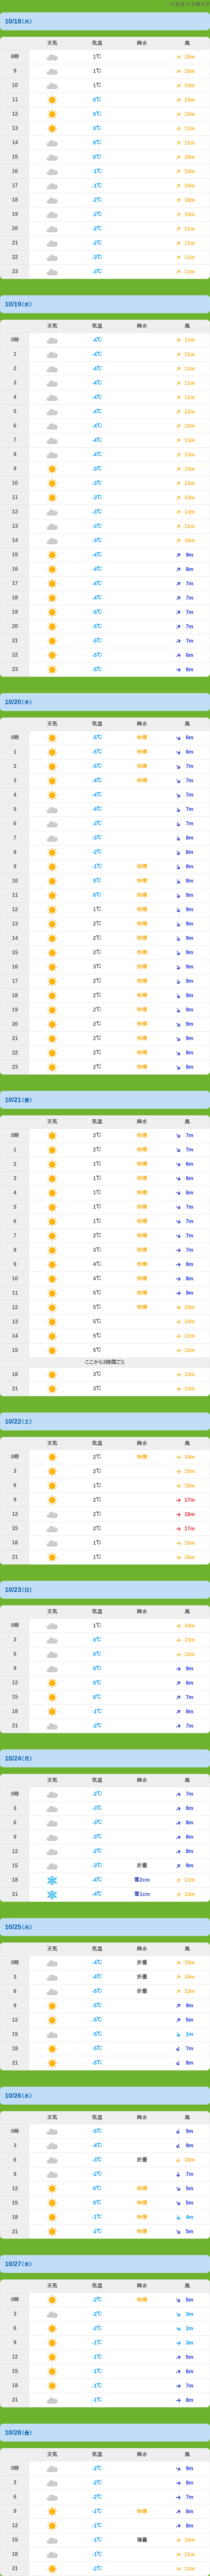 10/18(火)
天気 気温 降水 風
8時 1℃ 15m
9 1℃ 15m
10 1℃ 14m
11 0℃ 13m
12 0℃ 12m
13 0℃ 11m
14 0℃ 11m
15 0℃ 10m
16 -1℃ 10m
17 -1℃ 10m
18 -2℃ 10m
19 -2℃ 10m
20 -2℃ 11m
21 -2℃ 11m
22 -3℃ 11m
23 -3℃ 11m
10/19(水)
天気 気温 降水 風
0時 -4℃ 11m
1 -4℃ 11m
2 -4℃ 11m
3 -4℃ 11m
4 -4℃ 11m
5 -4℃ 12m
6 -4℃ 12m
7 -4℃ 13m
8 -4℃ 13m
9 -3℃ 13m
10 -3℃ 13m
11 -3℃ 13m
12 -3℃ 13m
13 -3℃ 11m
14 -3℃ 10m
15 -4℃ 9m
16 -4℃ 8m
17 -4℃ 7m
18 -4℃ 7m
19 -5℃ 7m
20 -5℃ 7m
21 -5℃ 7m
22 -5℃ 6m
23 -5℃ 6m
10/20(木)
天気 気温 降水 風
0時 -5℃ 快晴 6m
1 -5℃ 快晴 6m
2 -5℃ 快晴 7m
3 -4℃ 快晴 7m
4 -4℃ 7m
5 -4℃ 7m
6 -3℃ 7m
7 -3℃ 8m
8 -2℃ 8m
9 -1℃ 快晴 8m
10 0℃ 快晴 8m
11 0℃ 快晴 9m
12 1℃ 快晴 9m
13 2℃ 快晴 9m
14 2℃ 快晴 9m
15 2℃ 快晴 9m
16 3℃ 快晴 9m
17 2℃ 快晴 9m
18 2℃ 快晴 9m
19 2℃ 快晴 9m
20 2℃ 快晴 9m
21 2℃ 快晴 9m
22 2℃ 快晴 8m
23 2℃ 快晴 8m
10/21(金)
天気 気温 降水 風
0時 2℃ 快晴 7m
1 2℃ 快晴 7m
2 1℃ 快晴 6m
3 1℃ 快晴 6m
4 1℃ 快晴 6m
5 1℃ 快晴 7m
6 1℃ 快晴 7m
7 2℃ 快晴 7m
8 3℃ 快晴 7m
9 4℃ 快晴 8m
10 4℃ 快晴 8m
11 5℃ 快晴 9m
12 5℃ 快晴 10m
13 5℃ 10m
14 5℃ 11m
15 5℃ 12m
ここから3時間ごと
18 3℃ 13m
21 3℃ 13m
10/22(土)
天気 気温 降水 風
0時 2℃ 快晴 14m
3 2℃ 15m
6 1℃ 16m
9 2℃ 17m
12 2℃ 18m
15 2℃ 17m
18 1℃ 15m
21 1℃ 15m
10/23(日)
天気 気温 降水 風
0時 1℃ 14m
3 0℃ 13m
6 0℃ 12m
9 0℃ 9m
12 0℃ 6m
15 0℃ 7m
18 -1℃ 8m
21 -2℃ 7m
10/24(月)
天気 気温 降水 風
0時 -2℃ 7m
3 -3℃ 8m
6 -3℃ 8m
9 -3℃ 8m
12 -2℃ 8m
15 -3℃ 折曇 9m
18 -4℃ 雪2cm 11m
21 -4℃ 雪1cm 13m
10/25(火)
天気 気温 降水 風
0時 -4℃ 折曇 15m
3 -4℃ 折曇 14m
6 -5℃ 折曇 13m
9 -5℃ 9m
12 -5℃ 5m
15 -5℃ 1m
18 -5℃ 7m
21 -5℃ 8m
10/26(水)
天気 気温 降水 風
0時 -5℃ 9m
3 -4℃ 9m
6 -3℃ 折曇 10m
9 -2℃ 7m
12 0℃ 快晴 5m
15 0℃ 快晴 5m
18 -1℃ 快晴 4m
21 -2℃ 快晴 5m
10/27(木)
天気 気温 降水 風
0時 -2℃ 快晴 5m
3 -2℃ 3m
6 -2℃ 2m
9 -1℃ 3m
12 -1℃ 5m
15 -1℃ 6m
18 -1℃ 7m
21 -1℃ 8m
10/28(金)
天気 気温 降水 風
0時 -2℃ 9m
3 -2℃ 8m
6 -2℃ 7m
9 -1℃ 快晴 8m
12 -1℃ 8m
15 -1℃ 薄曇 10m
18 -1℃ 11m
21 -2℃ 11m